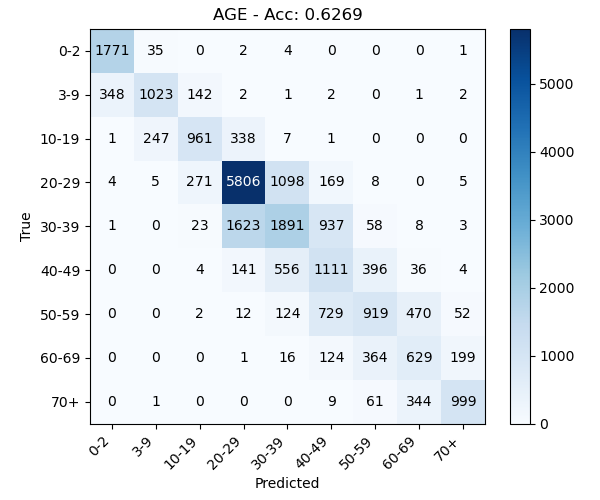 AGE - Acc: 0.6269
True
0-2 1771 35 0 2 4 0 0 0 1
3-9 348 1023 142 2 1 2 0 1 2
10-19 1 247 961 338 7 1 0 0 0
20-29 4 5 271 5806 1098 169 8 0 5
30-39 1 0 23 1623 1891 937 58 8 3
40-49 0 0 4 141 556 1111 396 36 4
50-59 0 0 2 12 124 729 919 470 52
60-69 0 0 0 1 16 124 364 629 199
70+ 0 1 0 0 0 9 61 344 999
0-2 3-9 10-19 20-29 30-39 40-49 50-59 60-69 70+
Predicted
5000
4000
3000
2000
1000
0